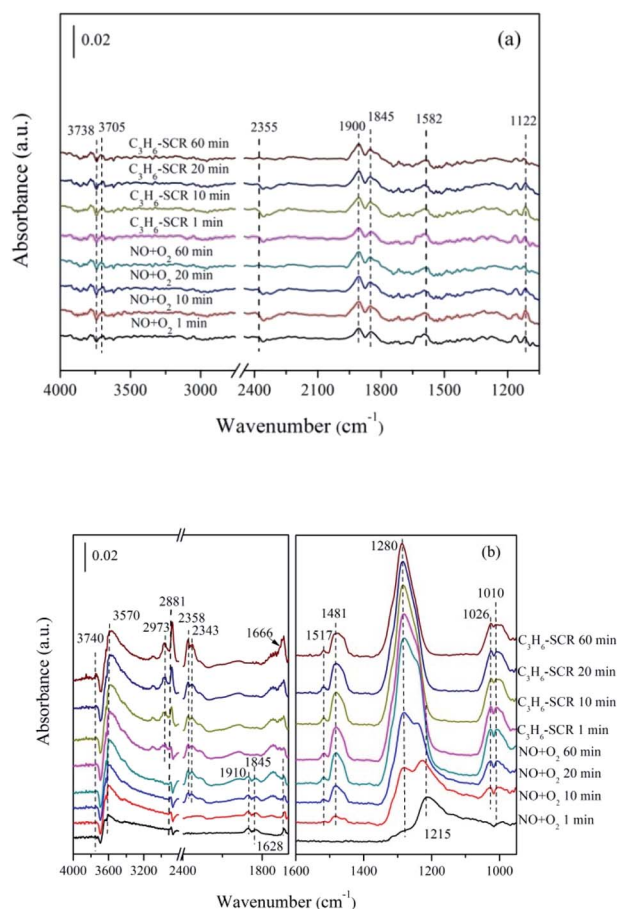 0.02
(a)
3738
3705
2355
1900
1845
1582
1122
C₃H₆-SCR 60 min
C₃H₆-SCR 20 min
C₃H₆-SCR 10 min
C₃H₆-SCR 1 min
NO+O₂ 60 min
NO+O₂ 20 min
NO+O₂ 10 min
NO+O₂ 1 min
Absorbance (a.u.)
4000 3500 3000 2400 2100 1800 1500 1200
Wavenumber (cm⁻¹)
0.02
(b)
3740
3570
2973
2881
2358
2343
1666
1910
1845
1628
1517
1481
1280
1215
1026
1010
C₃H₆-SCR 60 min
C₃H₆-SCR 20 min
C₃H₆-SCR 10 min
C₃H₆-SCR 1 min
NO+O₂ 60 min
NO+O₂ 20 min
NO+O₂ 10 min
NO+O₂ 1 min
Absorbance (a.u.)
4000 3600 3200 2800 2400 1800 1600 1400 1200 1000
Wavenumber (cm⁻¹)